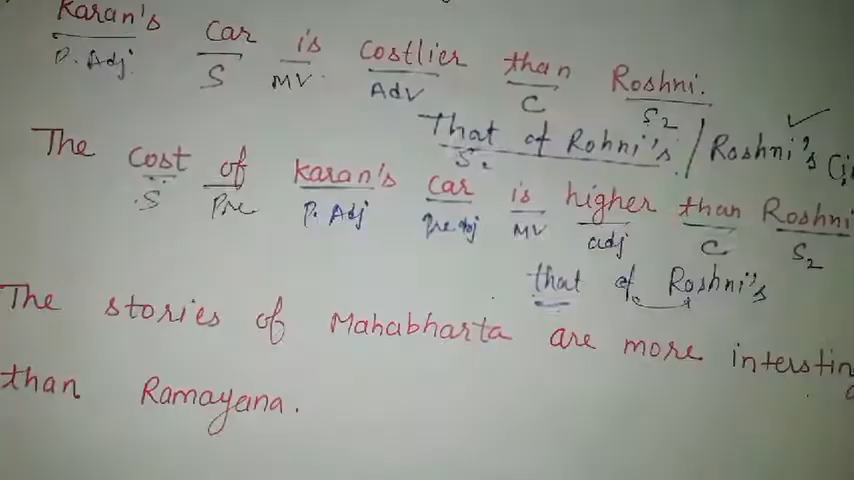 Karan's car is costlier than Roshni.
P. Adj S MV. Adv C S2
That of Rohni's / Roshni's
S2
The cost of karan's car is higher than Roshni
S Pre P. Adj Pre obj MV adj C S2
that of Roshni's
The stories of Mahabharta are more interstin
than Ramayana.